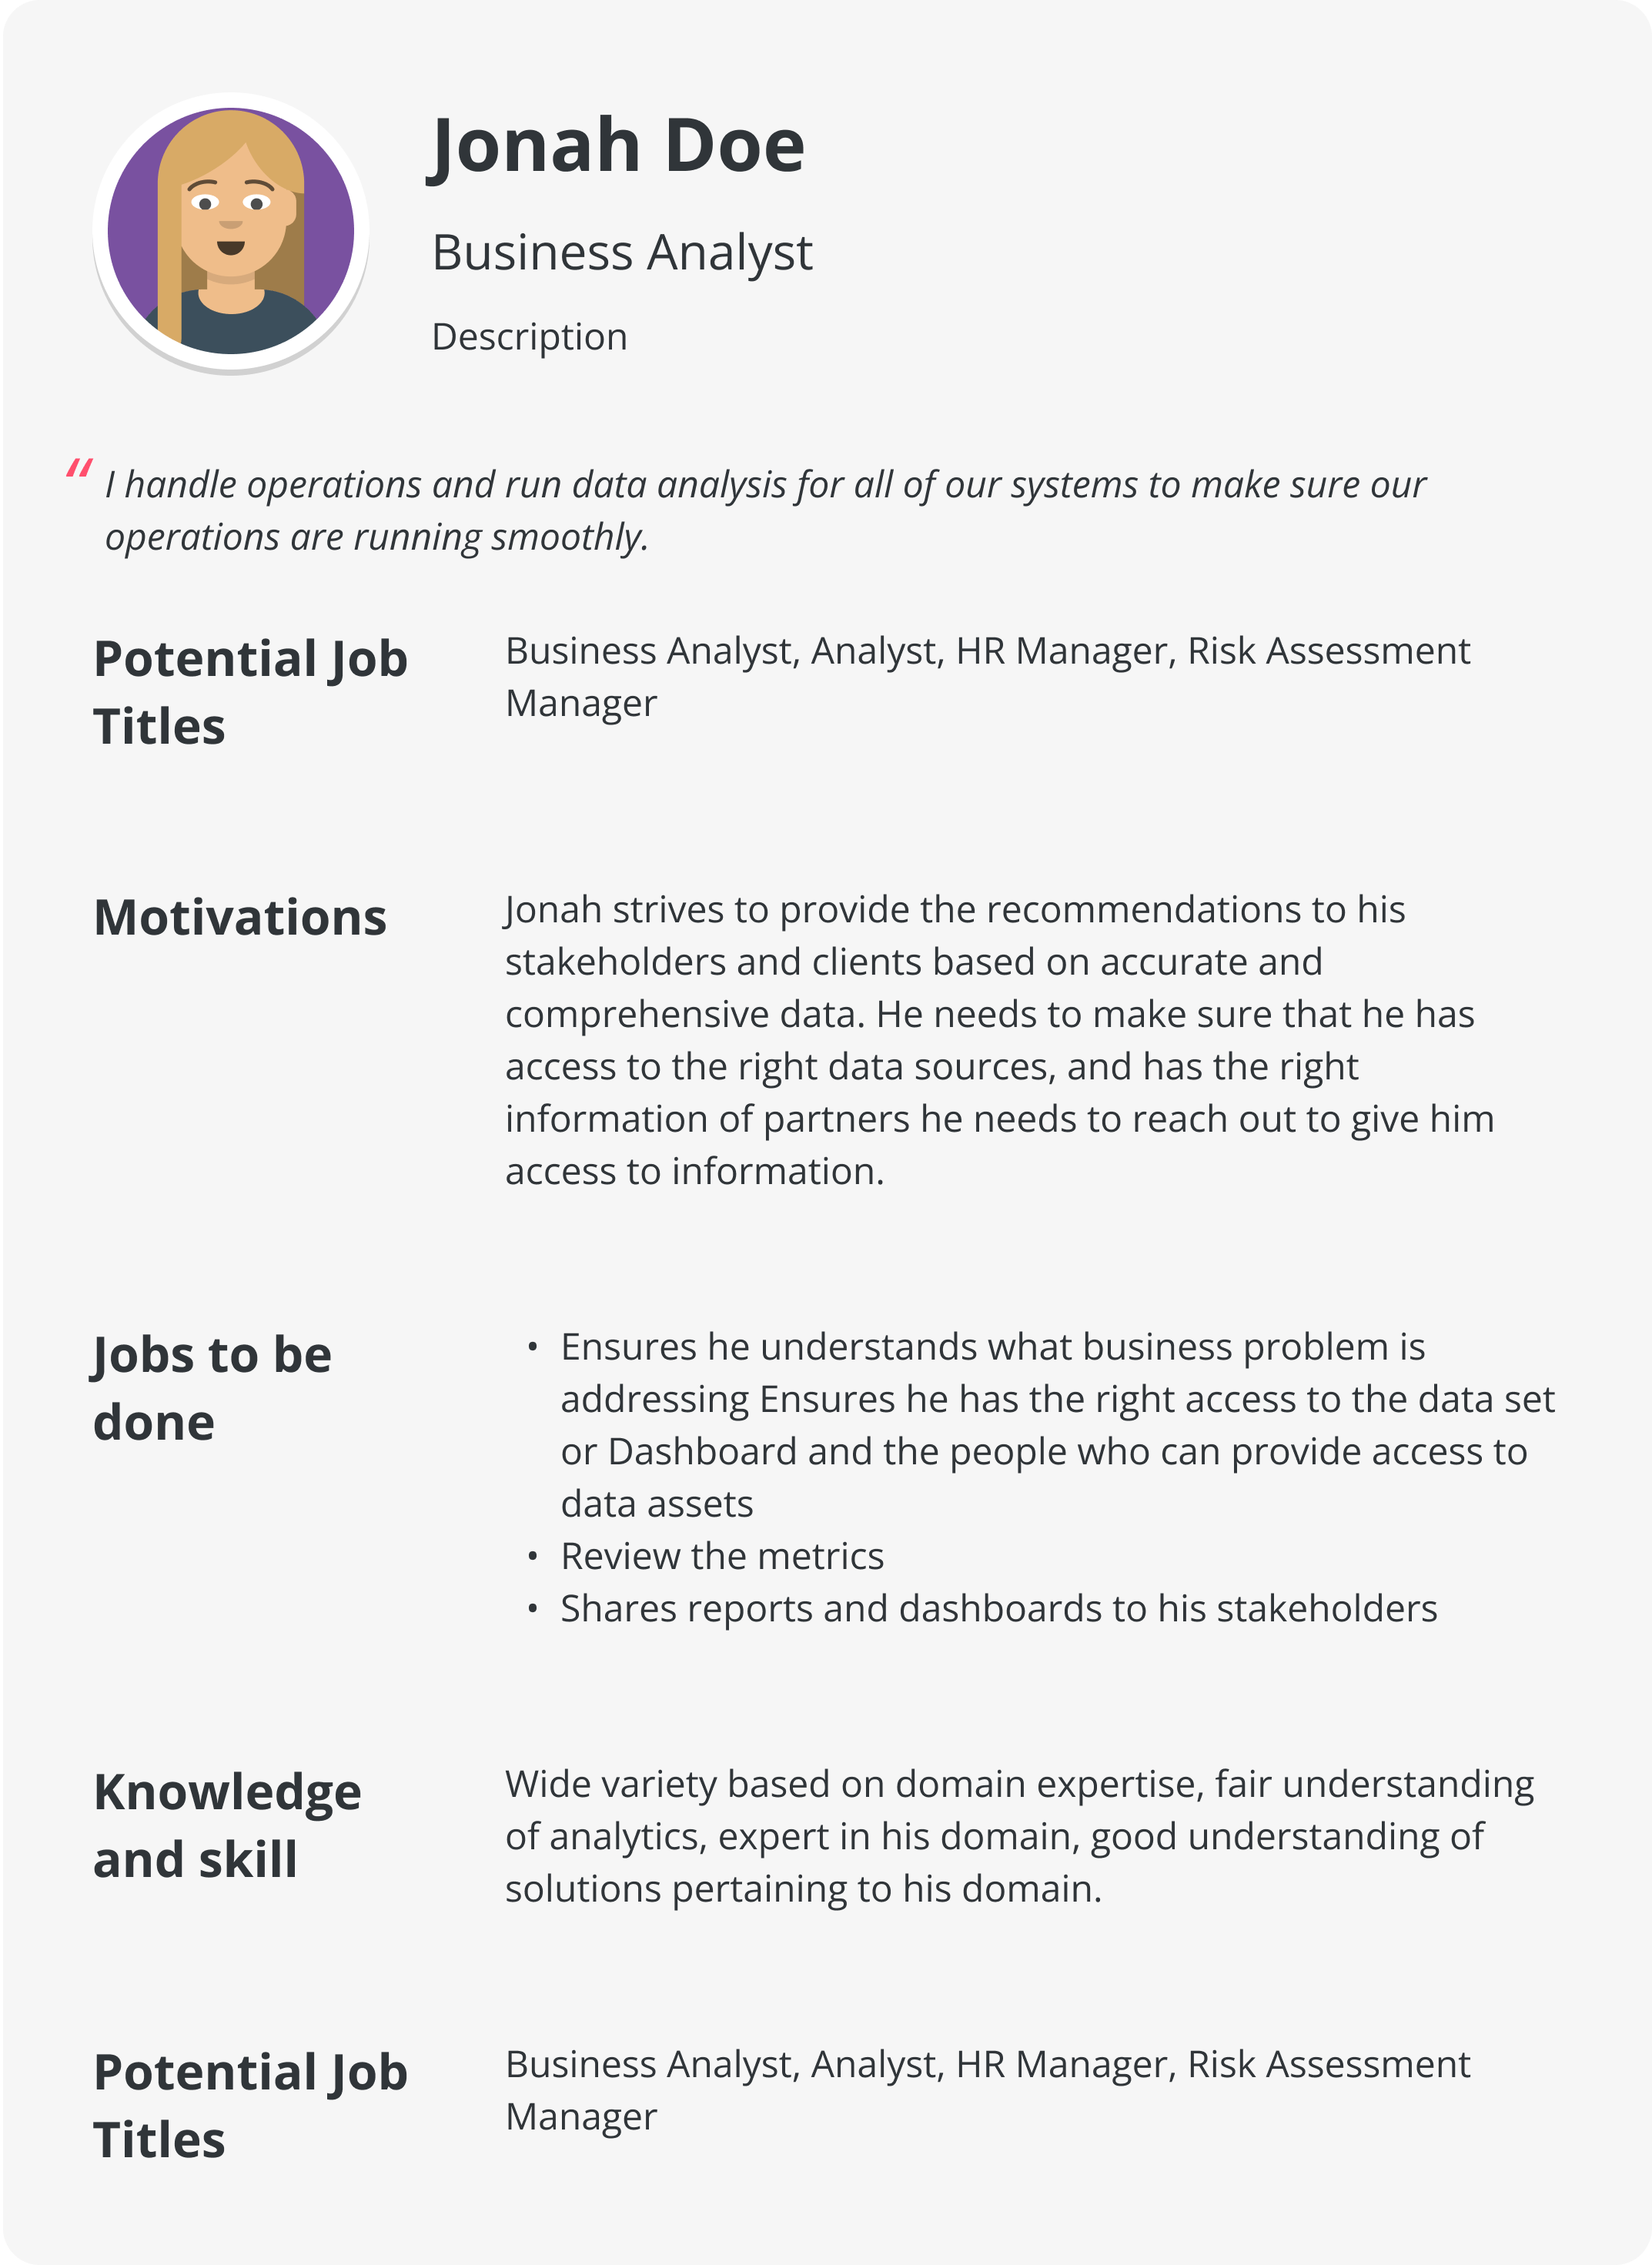 Jonah Doe
Business Analyst
Description
“ I handle operations and run data analysis for all of our systems to make sure our
operations are running smoothly.
Potential Job
Titles
Business Analyst, Analyst, HR Manager, Risk Assessment
Manager
Motivations
Jonah strives to provide the recommendations to his
stakeholders and clients based on accurate and
comprehensive data. He needs to make sure that he has
access to the right data sources, and has the right
information of partners he needs to reach out to give him
access to information.
Jobs to be
done
• Ensures he understands what business problem is
addressing Ensures he has the right access to the data set
or Dashboard and the people who can provide access to
data assets
• Review the metrics
• Shares reports and dashboards to his stakeholders
Knowledge
and skill
Wide variety based on domain expertise, fair understanding
of analytics, expert in his domain, good understanding of
solutions pertaining to his domain.
Potential Job
Titles
Business Analyst, Analyst, HR Manager, Risk Assessment
Manager